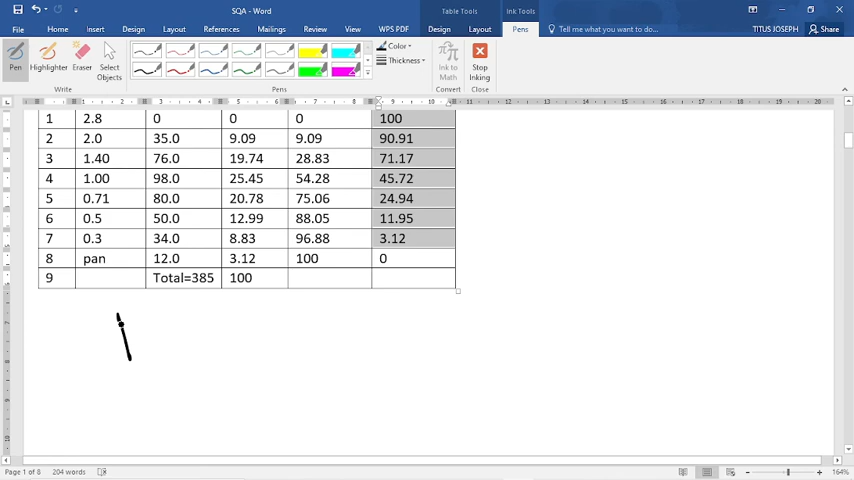 SQA - Word
Table Tools
Ink Tools
File Home Insert Design Layout References Mailings Review View WPS PDF Design Layout Pens Tell me what you want to do... TITUS JOSEPH Share
Pen Highlighter Eraser Select Objects
Color
Thickness
Ink to Math
Stop Inking
Write Pens Convert Close
1 2.8 0 0 0 100
2 2.0 35.0 9.09 9.09 90.91
3 1.40 76.0 19.74 28.83 71.17
4 1.00 98.0 25.45 54.28 45.72
5 0.71 80.0 20.78 75.06 24.94
6 0.5 50.0 12.99 88.05 11.95
7 0.3 34.0 8.83 96.88 3.12
8 pan 12.0 3.12 100 0
9 Total=385 100
Page 1 of 8 204 words 164%